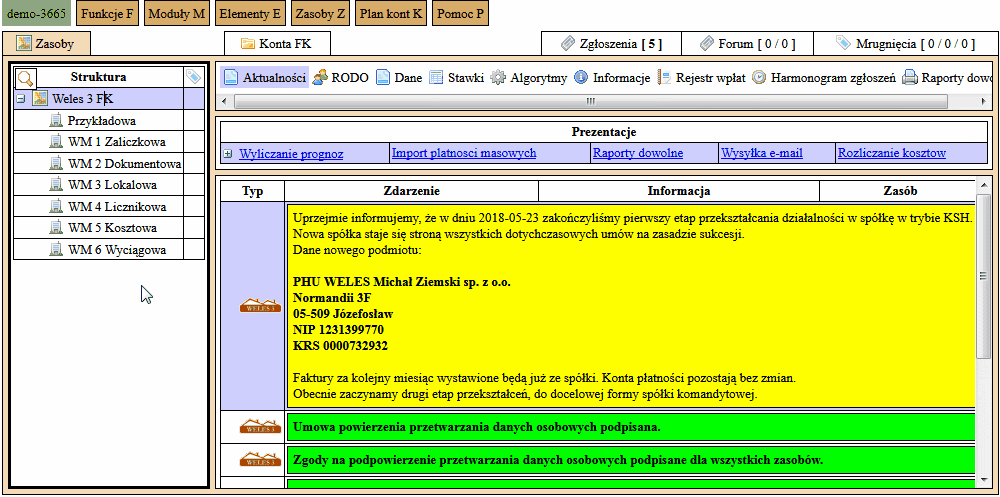 demo-3665 Funkcje F Moduły M Elementy E Zasoby Z Plan kont K Pomoc P
Zasoby Konta FK Zgłoszenia [ 5 ] Forum [ 0 / 0 ] Mrugnięcia [ 0 / 0 / 0 ]
Struktura
Weles 3 FK
Przykładowa
WM 1 Zaliczkowa
WM 2 Dokumentowa
WM 3 Lokalowa
WM 4 Licznikowa
WM 5 Kosztowa
WM 6 Wyciągowa
Aktualności RODO Dane Stawki Algorytmy Informacje Rejestr wpłat Harmonogram zgłoszeń Raporty dowo
Prezentacje
Wyliczanie prognoz Import platnosci masowych Raporty dowolne Wysyłka e-mail Rozliczanie kosztow
Typ Zdarzenie Informacja Zasób
Uprzejmie informujemy, że w dniu 2018-05-23 zakończyliśmy pierwszy etap przekształcania działalności w spółkę w trybie KSH.
Nowa spółka staje się stroną wszystkich dotychczasowych umów na zasadzie sukcesji.
Dane nowego podmiotu:
PHU WELES Michał Ziemski sp. z o.o.
Normandii 3F
05-509 Józefosław
NIP 1231399770
KRS 0000732932
Faktury za kolejny miesiąc wystawione będą już ze spółki. Konta płatności pozostają bez zmian.
Obecnie zaczynamy drugi etap przekształceń, do docelowej formy spółki komandytowej.
WELES 3
WELES 3 Umowa powierzenia przetwarzania danych osobowych podpisana.
WELES 3 Zgody na podpowierzenie przetwarzania danych osobowych podpisane dla wszystkich zasobów.